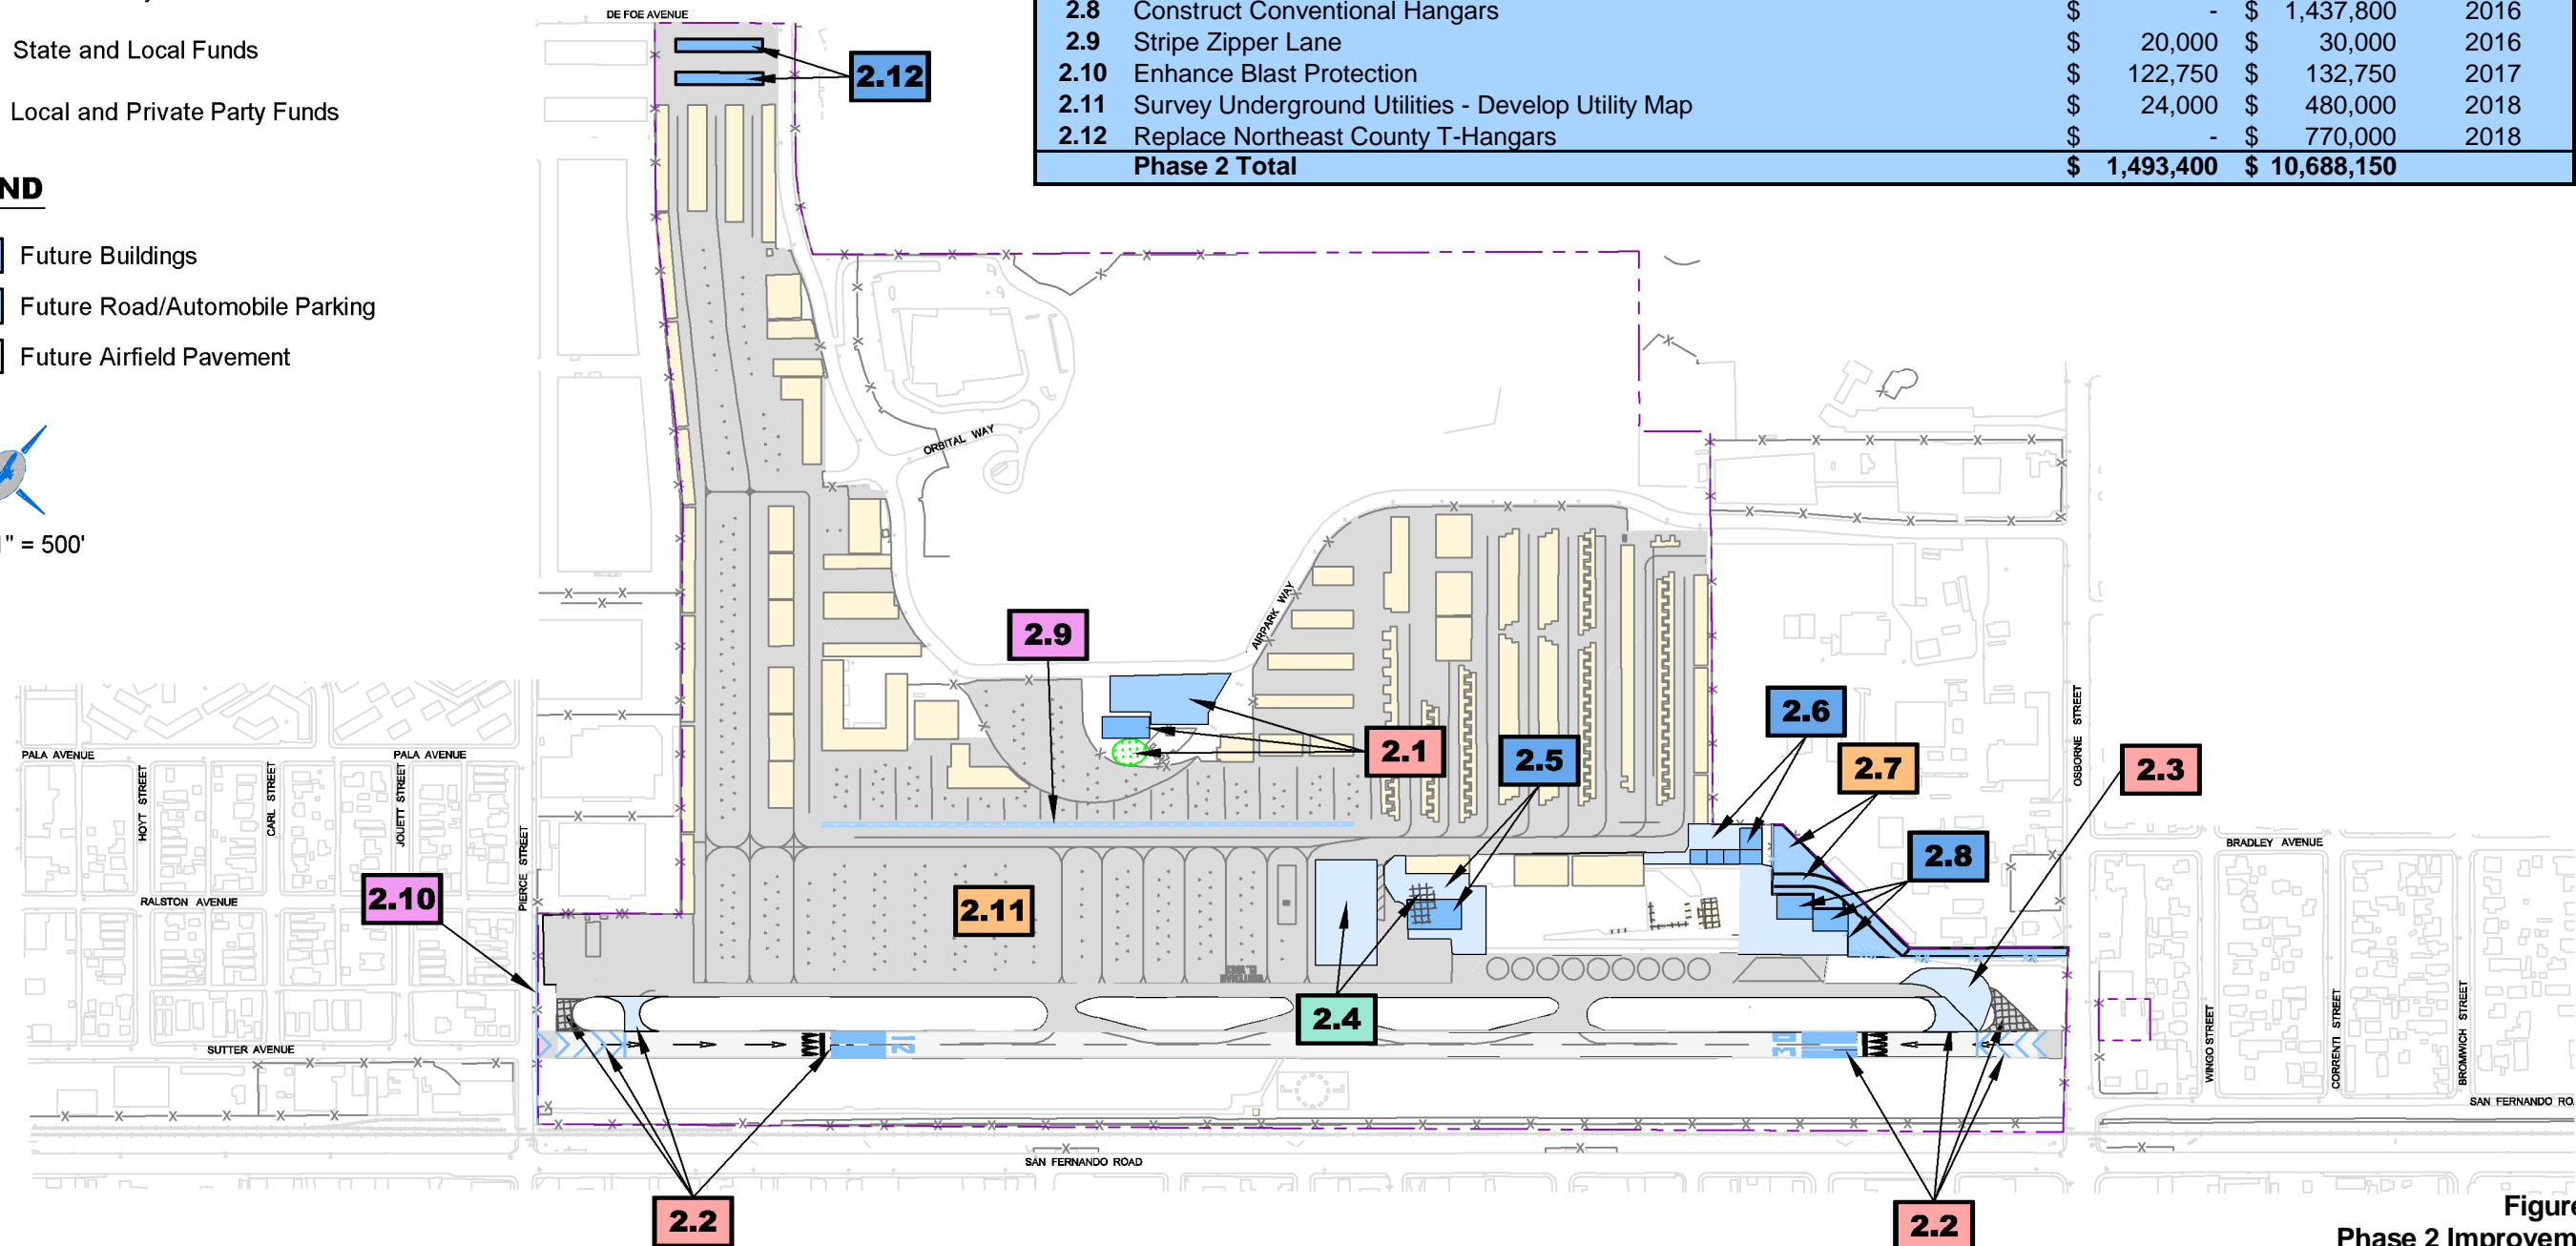 DE FOE AVENUE
2.8 Construct Conventional Hangars $ - $ 1,437,800 2016
2.9 Stripe Zipper Lane $ 20,000 $ 30,000 2016
2.10 Enhance Blast Protection $ 122,750 $ 132,750 2017
2.11 Survey Underground Utilities - Develop Utility Map $ 24,000 $ 480,000 2018
2.12 Replace Northeast County T-Hangars $ - $ 770,000 2018
Phase 2 Total $ 1,493,400 $ 10,688,150
State and Local Funds
Local and Private Party Funds
ND
Future Buildings
Future Road/Automobile Parking
Future Airfield Pavement
1" = 500'
2.12
ORBITAL WAY
AIRPARK WAY
2.9
2.1
2.5
2.6
2.7
2.3
2.8
OSBORNE STREET
PALA AVENUE
PALA AVENUE
HOYT STREET
CARL STREET
JOUETT STREET
PIERCE STREET
BRADLEY AVENUE
RALSTON AVENUE
2.10
2.11
2.4
SUTTER AVENUE
12
30
WINGO STREET
CORRENTI STREET
BROMWICH STREET
SAN FERNANDO RO
SAN FERNANDO ROAD
2.2
2.2
Figure
Phase 2 Improvem